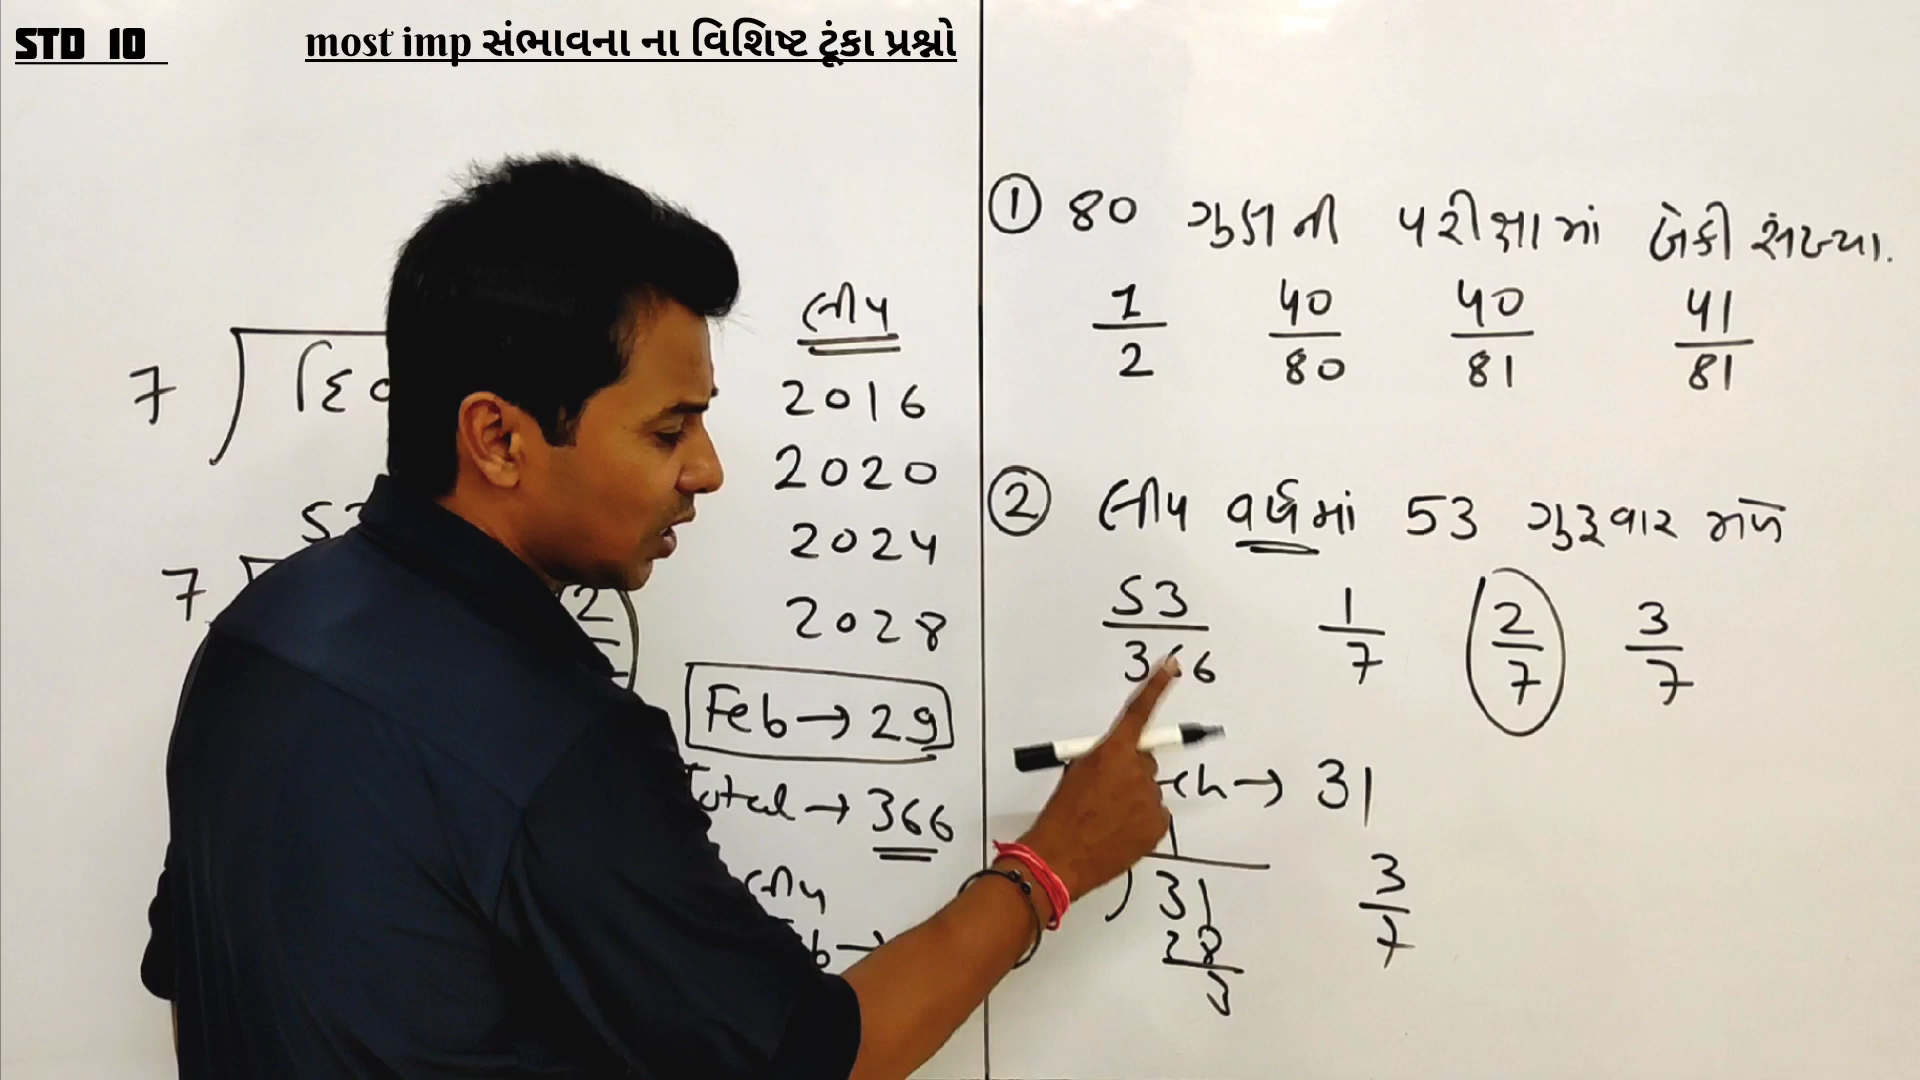 STD 10
most imp સંભાવના ના વિશિષ્ટ ટૂંકા પ્રશ્નો
7
7
લીપ
2016
2020
2024
2028
Feb → 29
Total → 366
લીપ
① 80 ગુણની પરીક્ષામાં બેકી સંખ્યા.
1/2 40/80 40/81 41/81
② લીપ વર્ષમાં 53 ગુરૂવાર મળે
53/366 1/7 2/7 3/7
→ 31
31
28
3
3/7